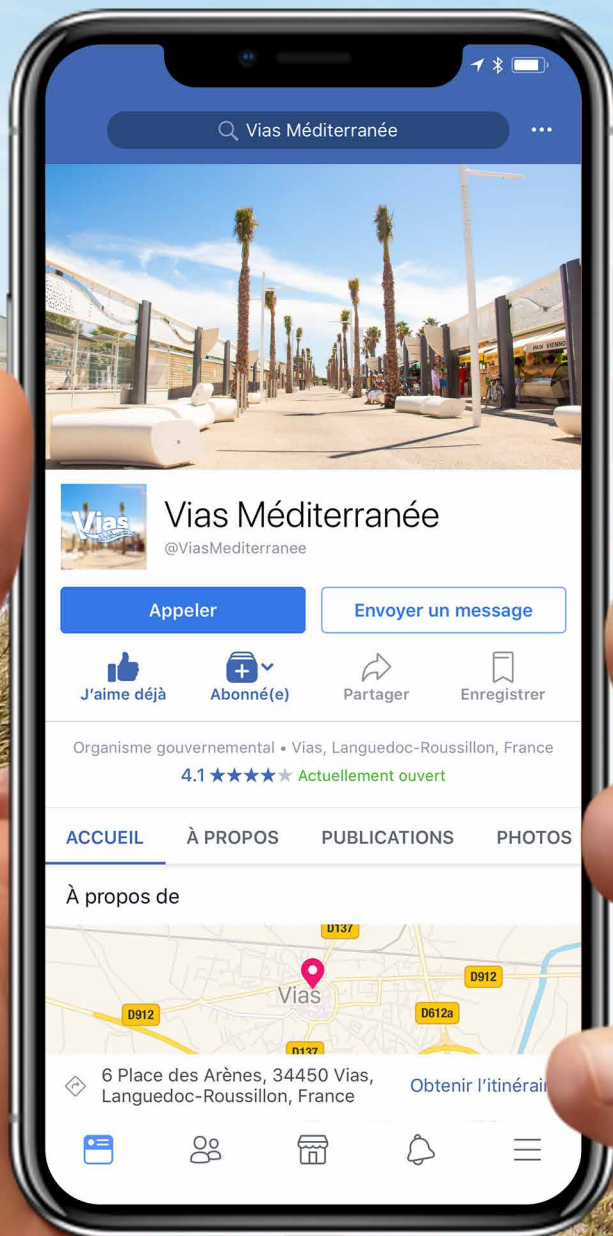 Vias Méditerranée
Vias
Vias Méditerranée
@ViasMediterranee
Appeler
Envoyer un message
J'aime déjà
Abonné(e)
Partager
Enregistrer
Organisme gouvernemental • Vias, Languedoc-Roussillon, France
4.1 ★★★★★ Actuellement ouvert
ACCUEIL
À PROPOS
PUBLICATIONS
PHOTOS
À propos de
D137
D912
Vias
D912
D612a
D137
6 Place des Arènes, 34450 Vias,
Languedoc-Roussillon, France
Obtenir l'itinérair